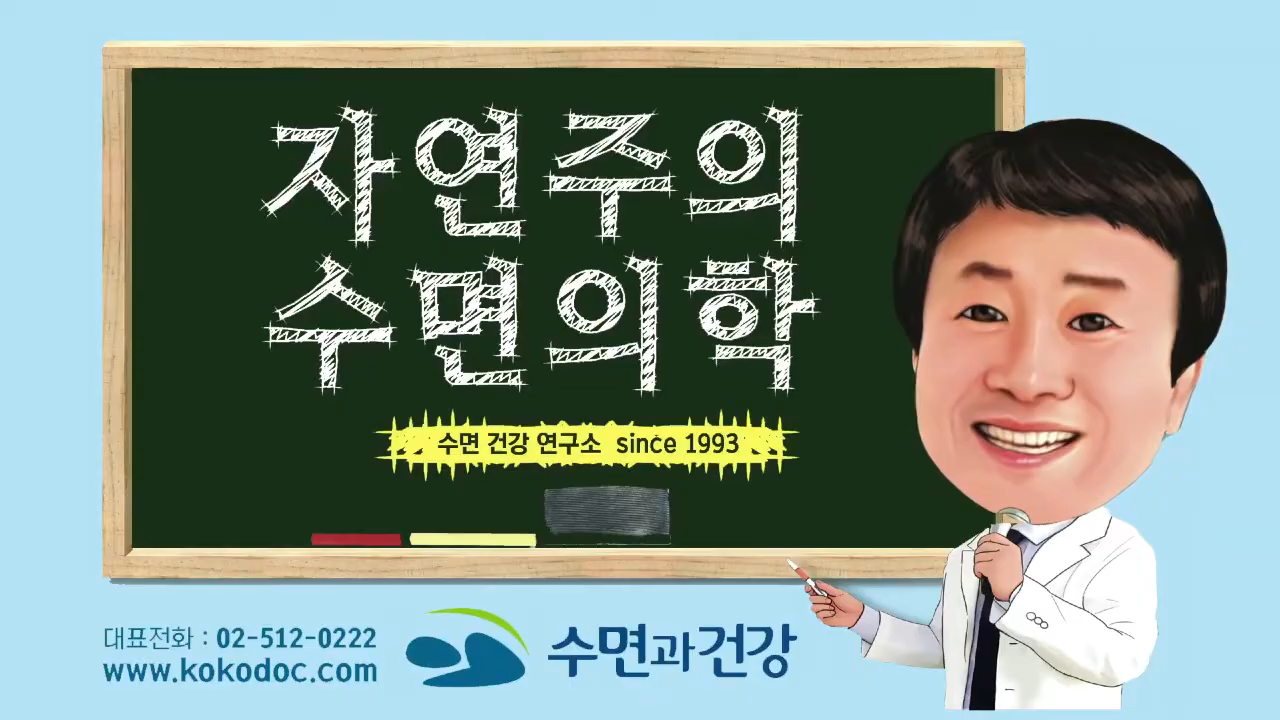 자연주의
수면의학
수면 건강 연구소 since 1993
대표전화 : 02-512-0222
www.kokodoc.com
수면과건강